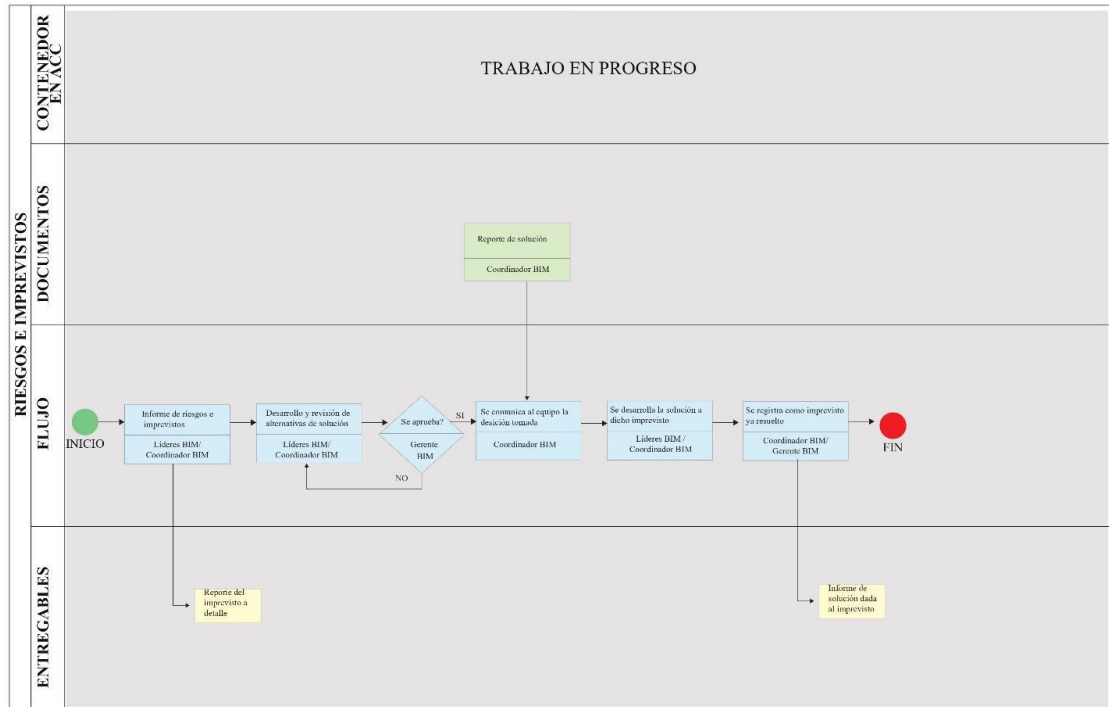 RIESGOS E IMPREVISTOS
CONTENEDOR
EN ACC
TRABAJO EN PROGRESO
DOCUMENTOS
Reporte de solución
Coordinador BIM
FLUJO
INICIO
Informe de riesgos e
imprevistos
Líderes BIM/
Coordinador BIM
Desarrollo y revisión de
alternativas de solución
Líderes BIM/
Coordinador BIM
Se aprueba?
Gerente
BIM
SI
NO
Se comunica al equipo la
desición tomada
Coordinador BIM
Se desarrolla la solución a
dicho imprevisto
Líderes BIM /
Coordinador BIM
Se registra como imprevisto
ya resuelto
Coordinador BIM/
Gerente BIM
FIN
ENTREGABLES
Reporte del
imprevisto a
detalle
Informe de
solución dada
al imprevisto